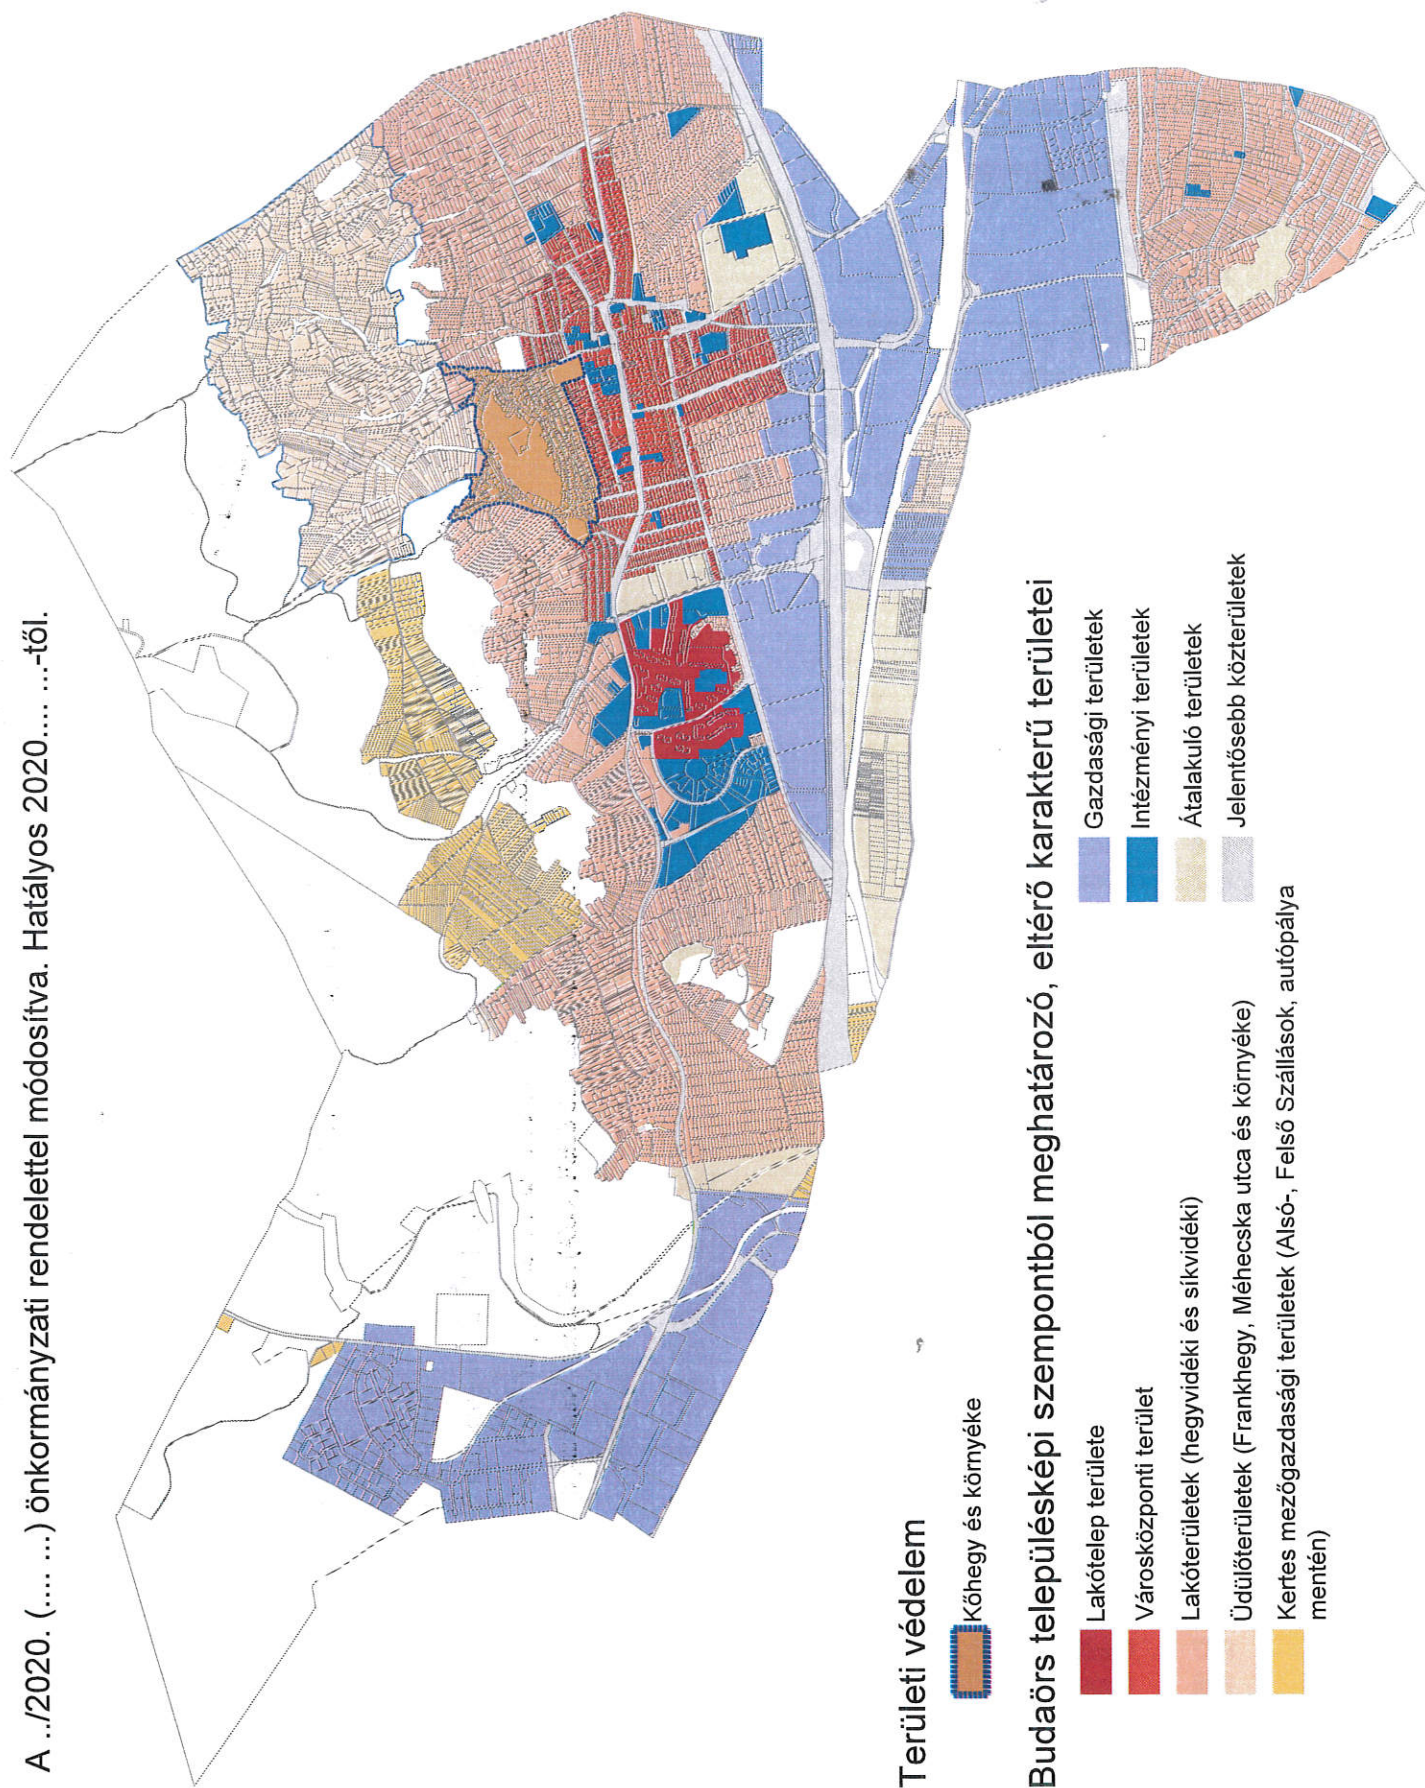 A ../2020. (.... ...) önkormányzati rendelettel módosítva. Hatályos 2020.... ...-től.
Területi védelem
Kőhegy és környéke
Budaörs településképi szempontból meghatározó, eltérő karakterű területei
Lakótelep területe
Városközponti terület
Lakóterületek (hegyvidéki és síkvidéki)
Üdülőterületek (Frankhegy, Méhecska utca és környéke)
Kertes mezőgazdasági területek (Alsó-, Felső Szállások, autópálya
mentén)
Gazdasági területek
Intézményi területek
Átalakuló területek
Jelentősebb közterületek